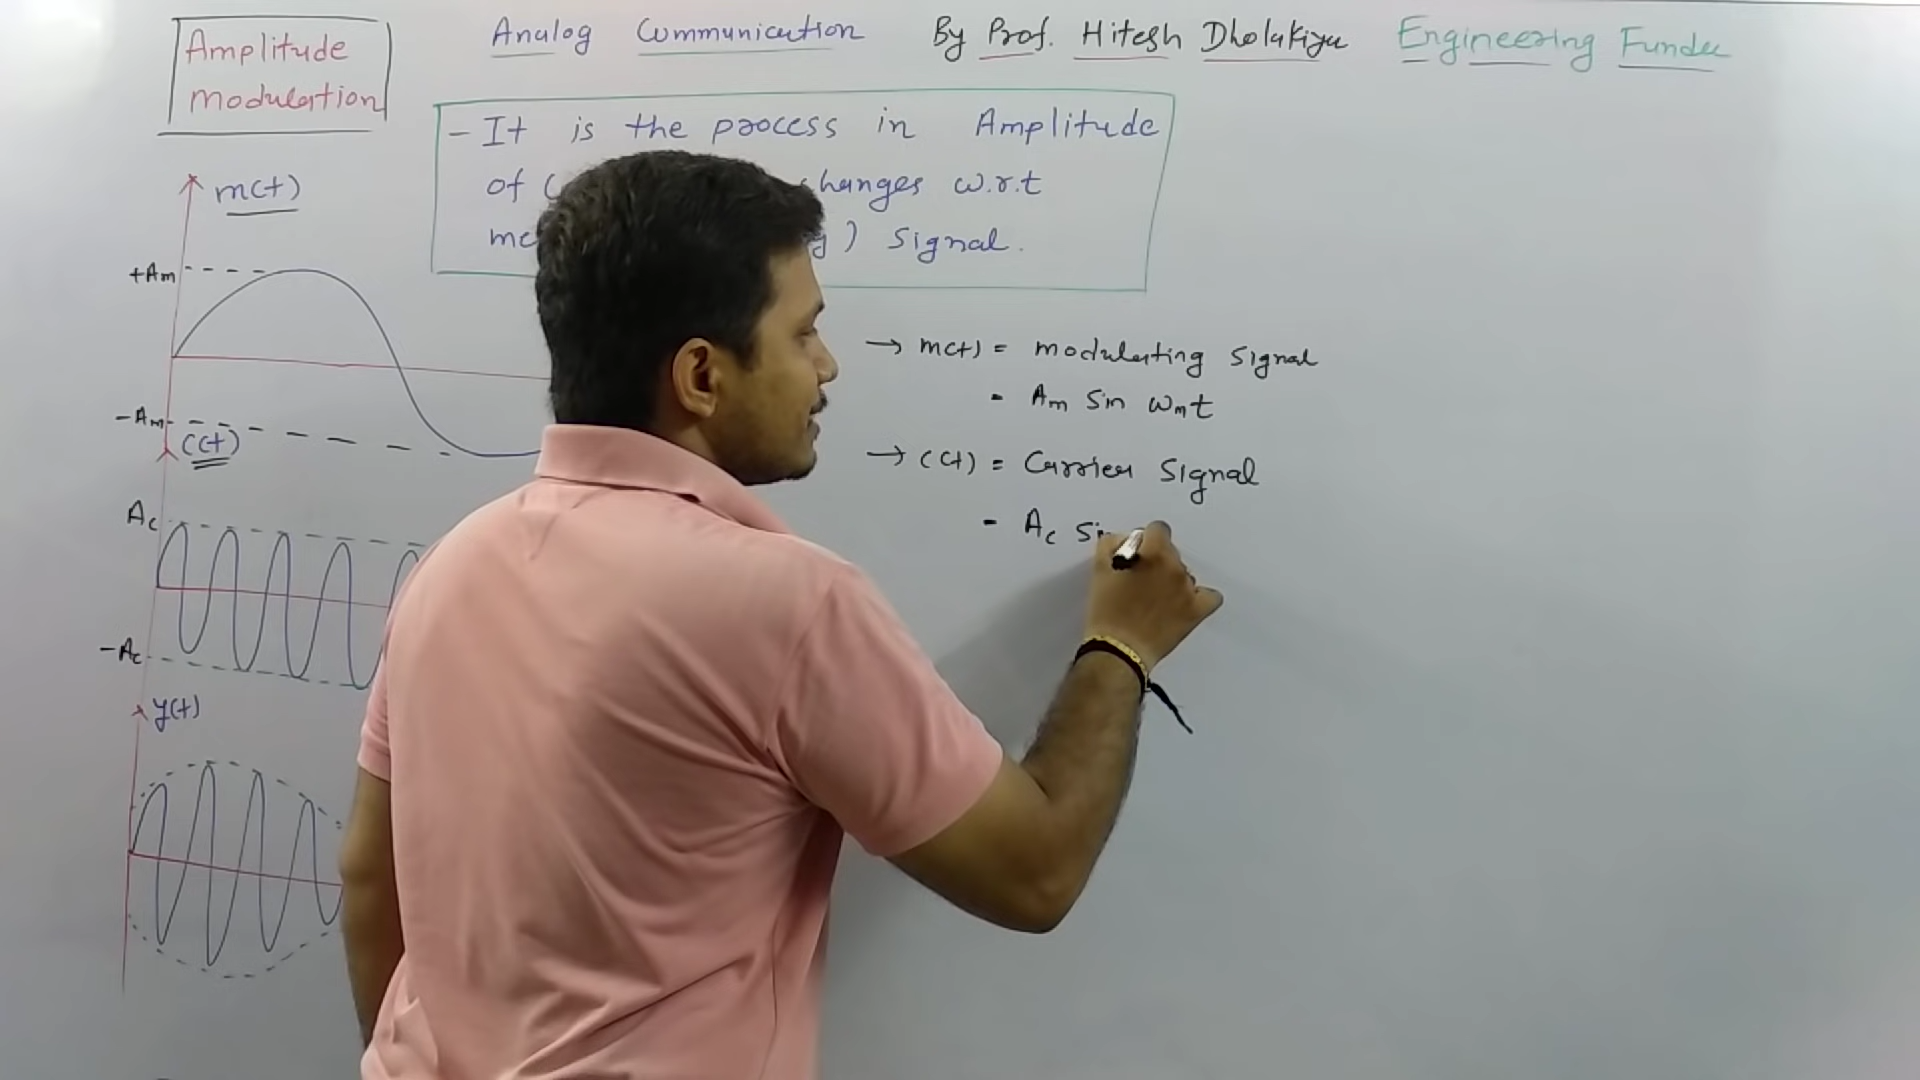 Amplitude
Modulation
Analog Communication By Prof. Hitesh Dholakiya Engineering Funda
- It is the process in Amplitude
of changes w.r.t
) Signal.
m(t)
+Am
-Am
c(t)
Ac
-Ac
y(t)
→ m(t) = modulating Signal
= Am Sin ωmt
→ c(t) = Carrier Signal
= Ac Sin